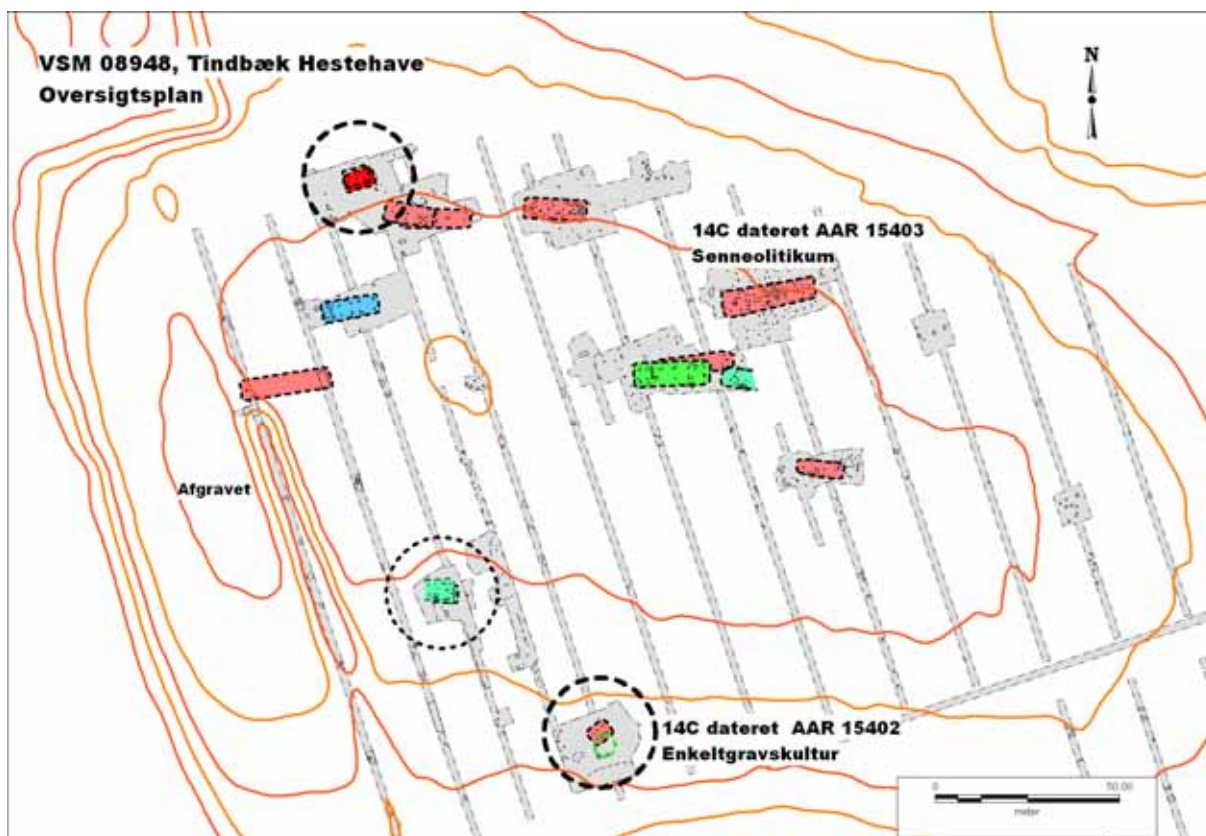 VSM 08948, Tindbæk Hestehave
Oversigtsplan
N
14C dateret AAR 15403
Senneolitikum
Afgravet
14C dateret AAR 15402
Enkeltgravskultur
0 50,00
meter